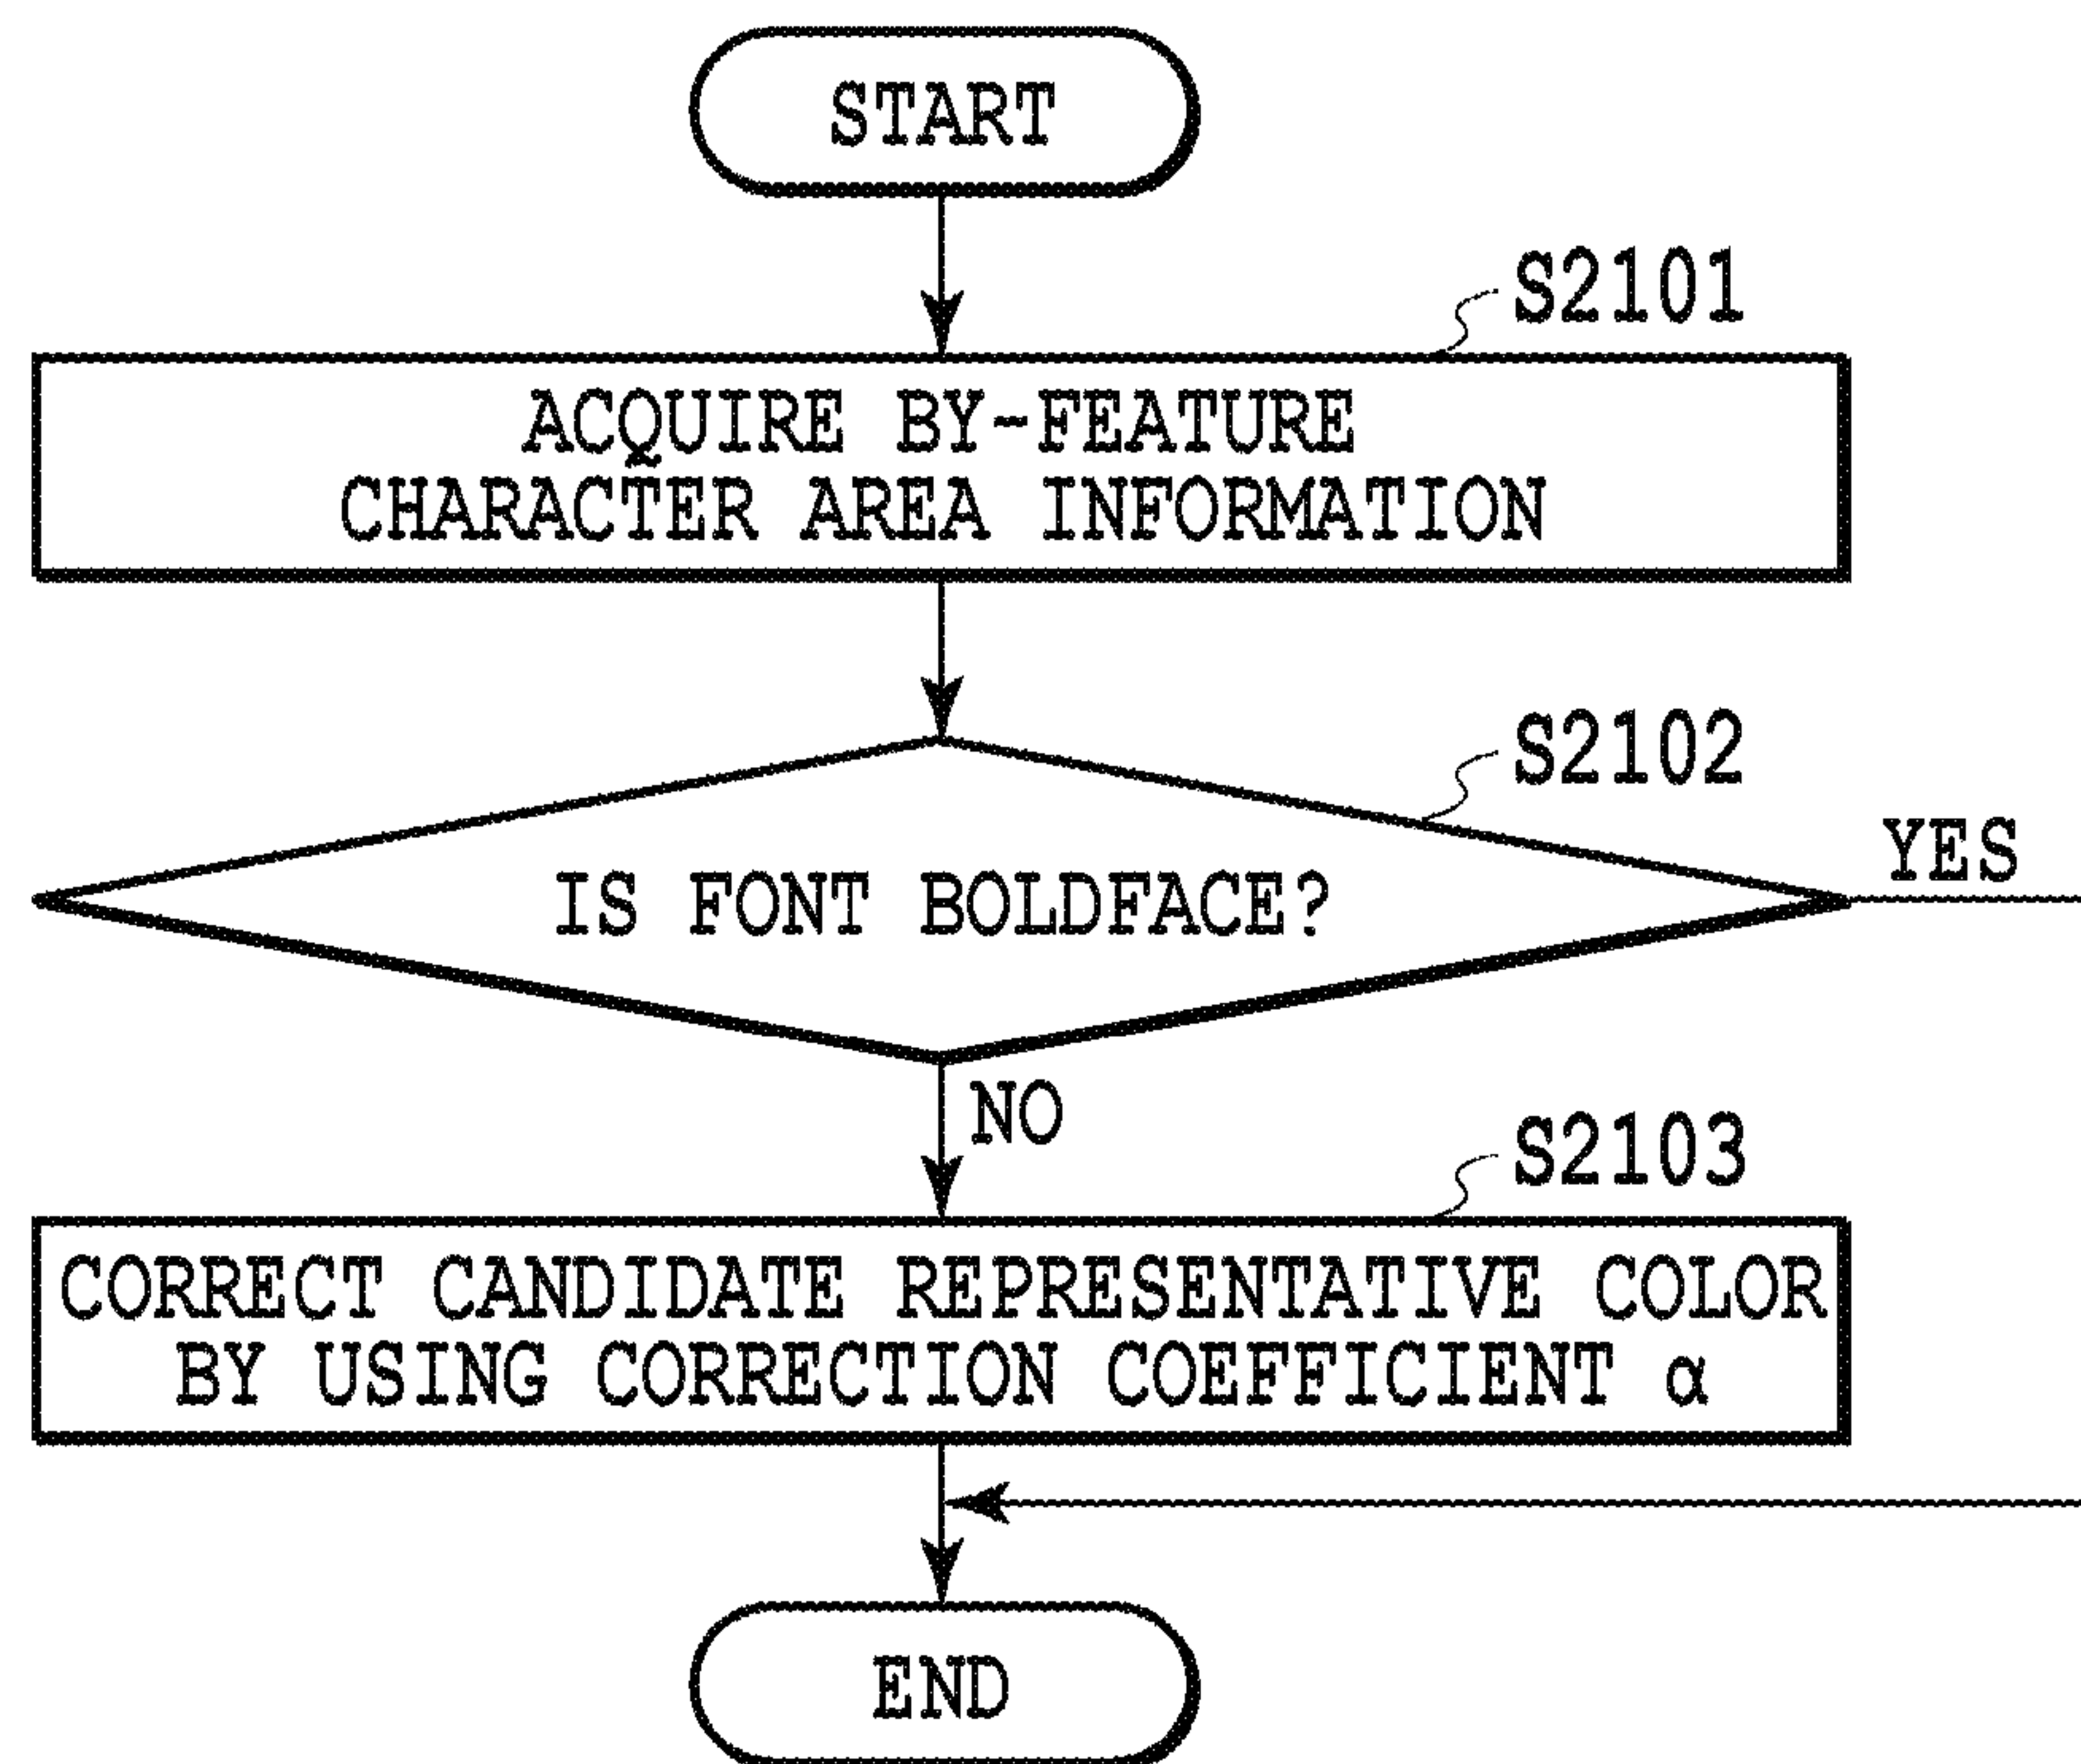 START
S2101
ACQUIRE BY-FEATURE
CHARACTER AREA INFORMATION
S2102
YES
IS FONT BOLDFACE?
NO
S2103
CORRECT CANDIDATE REPRESENTATIVE COLOR
BY USING CORRECTION COEFFICIENT α
END